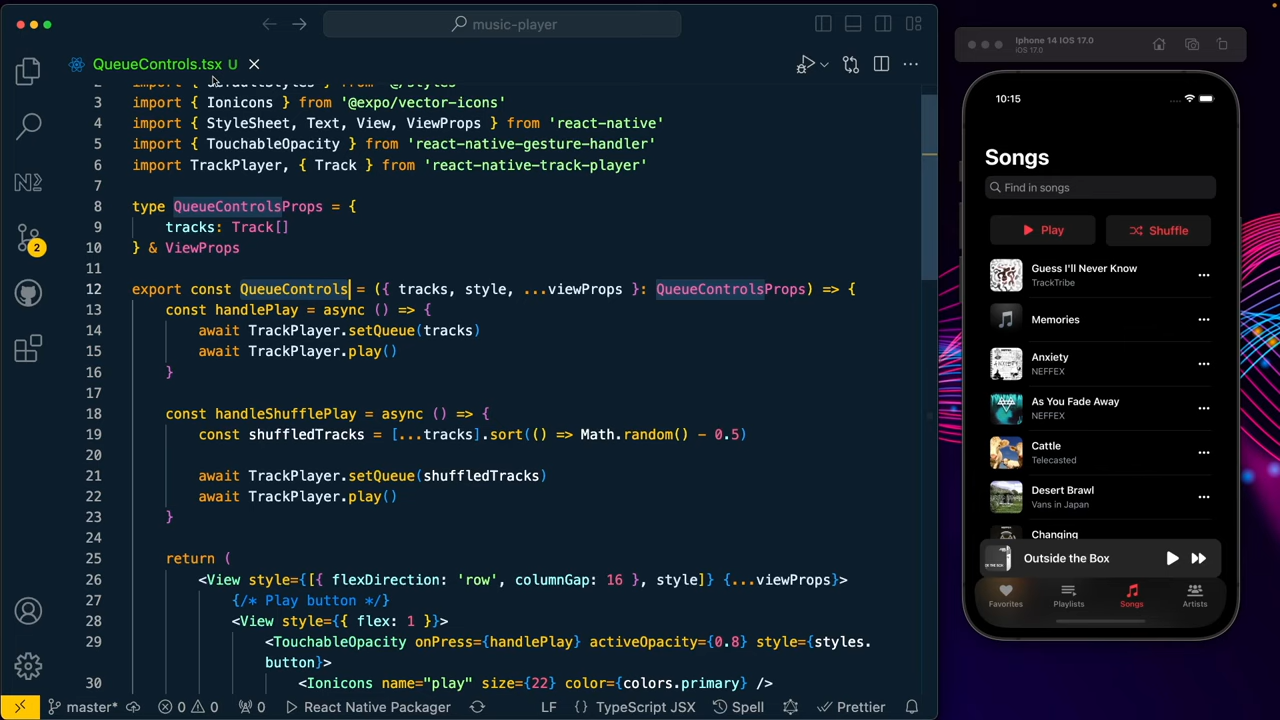 music-player
QueueControls.tsx U
2 import { defaultStyles } from '@/styles'
3 import { Ionicons } from '@expo/vector-icons'
4 import { StyleSheet, Text, View, ViewProps } from 'react-native'
5 import { TouchableOpacity } from 'react-native-gesture-handler'
6 import TrackPlayer, { Track } from 'react-native-track-player'
7
8 type QueueControlsProps = {
9 tracks: Track[]
10 } & ViewProps
11
12 export const QueueControls = ({ tracks, style, ...viewProps }: QueueControlsProps) => {
13 const handlePlay = async () => {
14 await TrackPlayer.setQueue(tracks)
15 await TrackPlayer.play()
16 }
17
18 const handleShufflePlay = async () => {
19 const shuffledTracks = [...tracks].sort(() => Math.random() - 0.5)
20
21 await TrackPlayer.setQueue(shuffledTracks)
22 await TrackPlayer.play()
23 }
24
25 return (
26 <View style={[{ flexDirection: 'row', columnGap: 16 }, style]} {...viewProps}>
27 {/* Play button */}
28 <View style={{ flex: 1 }}>
29 <TouchableOpacity onPress={handlePlay} activeOpacity={0.8} style={styles.
button}>
30 <Ionicons name="play" size={22} color={colors.primary} />
2
master* 0 0 0 React Native Packager LF {} TypeScript JSX Spell Prettier
Iphone 14 IOS 17.0
iOS 17.0
10:15
Songs
Find in songs
Play Shuffle
Guess I'll Never Know
TrackTribe
Memories
Anxiety
NEFFEX
As You Fade Away
NEFFEX
Cattle
Telecasted
Desert Brawl
Vans in Japan
Changing
Outside the Box
Favorites Playlists Songs Artists